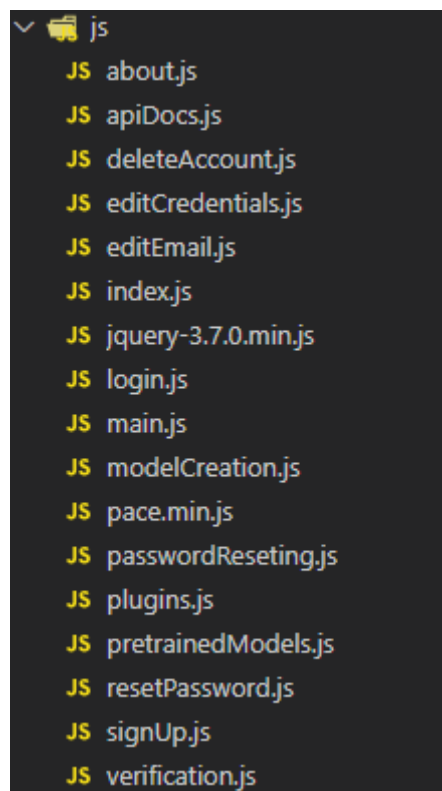 js
JS about.js
JS apiDocs.js
JS deleteAccount.js
JS editCredentials.js
JS editEmail.js
JS index.js
JS jquery-3.7.0.min.js
JS login.js
JS main.js
JS modelCreation.js
JS pace.min.js
JS passwordReseting.js
JS plugins.js
JS pretrainedModels.js
JS resetPassword.js
JS signUp.js
JS verification.js